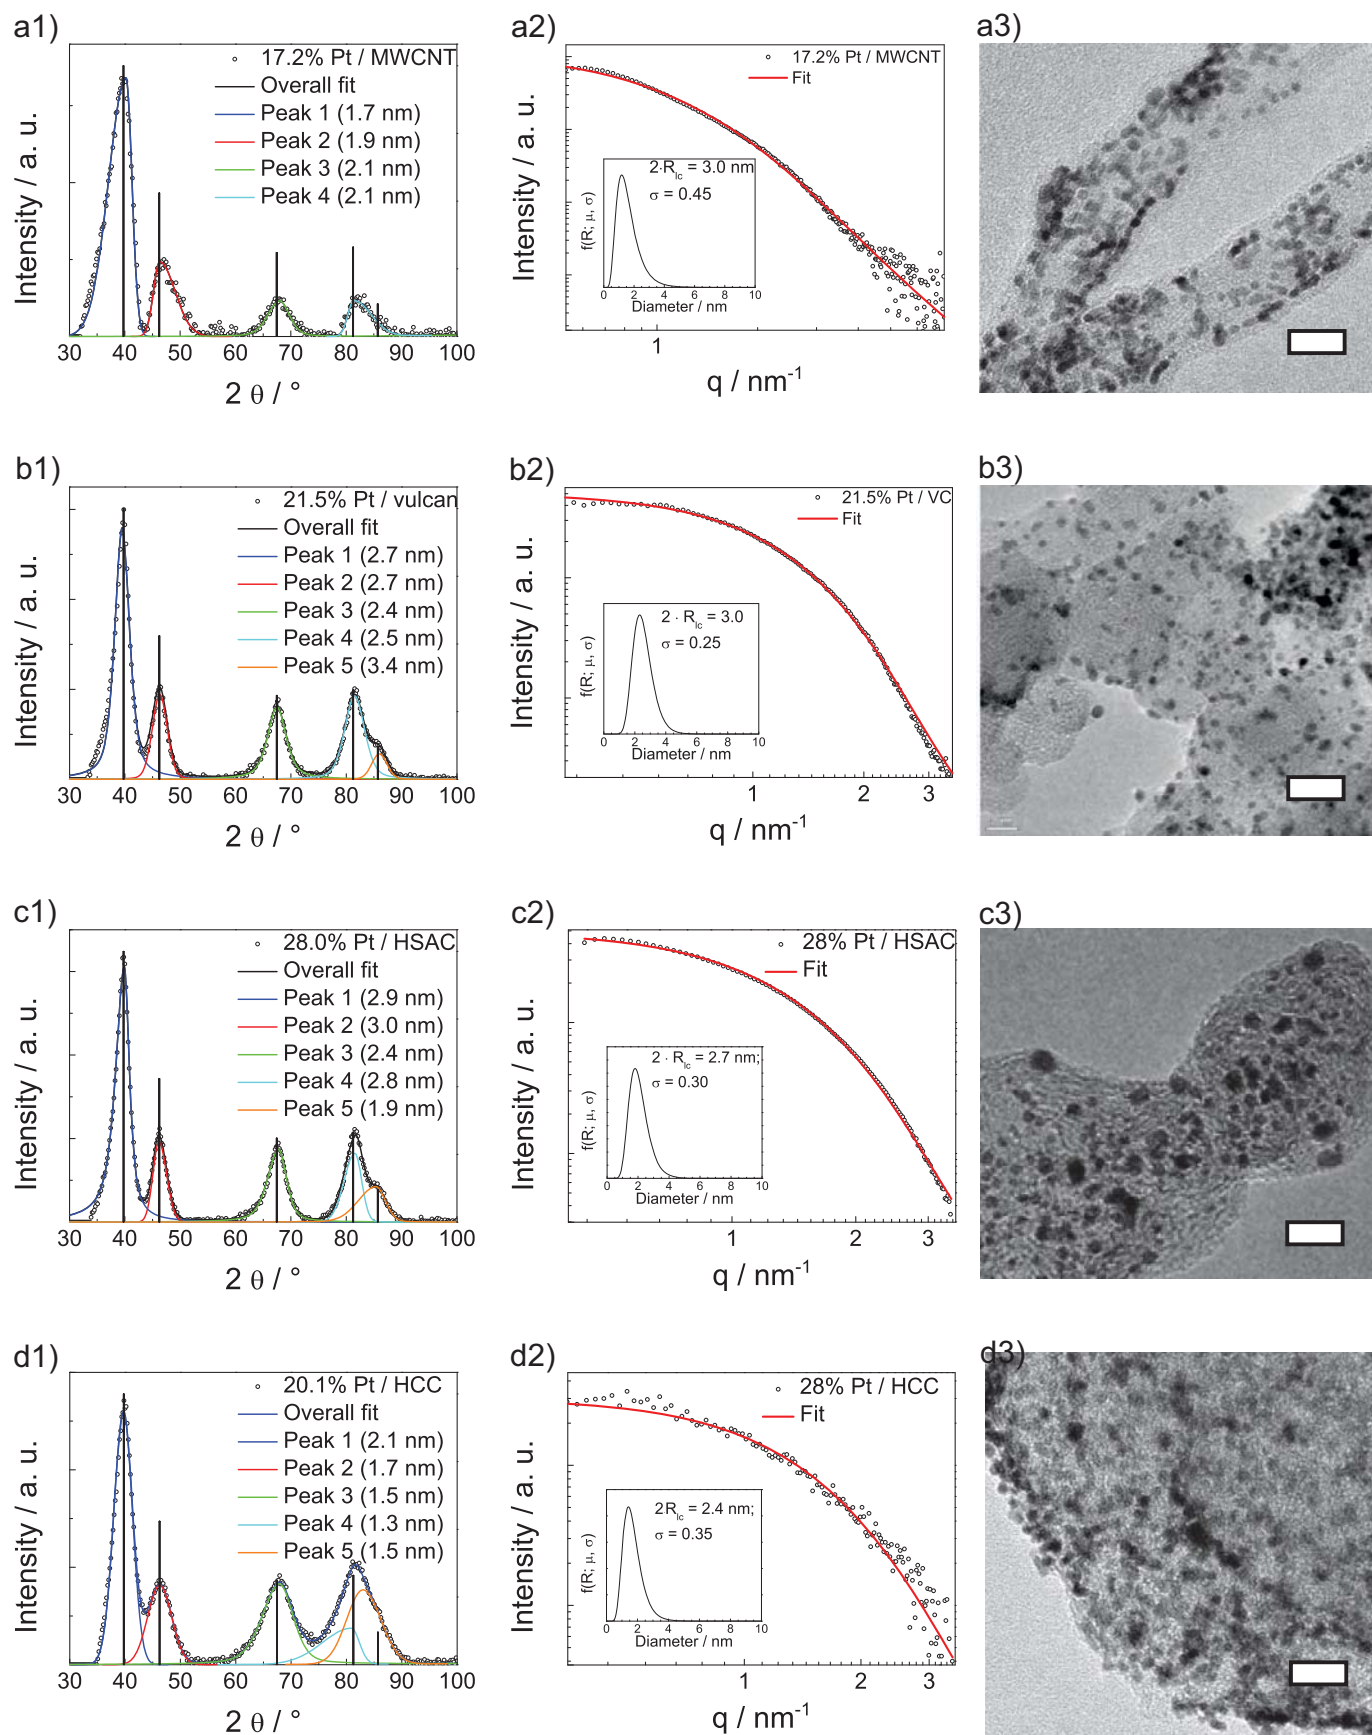 a1)
17.2% Pt / MWCNT
Overall fit
Peak 1 (1.7 nm)
Peak 2 (1.9 nm)
Peak 3 (2.1 nm)
Peak 4 (2.1 nm)
Intensity / a. u.
30 40 50 60 70 80 90 100
2 θ / °
a2)
17.2% Pt / MWCNT
Fit
2·R_lc = 3.0 nm
σ = 0.45
f(R; μ, σ)
0 2 4 6 8 10
Diameter / nm
Intensity / a. u.
1
q / nm⁻¹
a3)
b1)
21.5% Pt / vulcan
Overall fit
Peak 1 (2.7 nm)
Peak 2 (2.7 nm)
Peak 3 (2.4 nm)
Peak 4 (2.5 nm)
Peak 5 (3.4 nm)
Intensity / a. u.
30 40 50 60 70 80 90 100
2 θ / °
b2)
21.5% Pt / VC
Fit
2 · R_lc = 3.0
σ = 0.25
f(R; μ, σ)
0 2 4 6 8 10
Diameter / nm
Intensity / a. u.
1 2 3
q / nm⁻¹
b3)
c1)
28.0% Pt / HSAC
Overall fit
Peak 1 (2.9 nm)
Peak 2 (3.0 nm)
Peak 3 (2.4 nm)
Peak 4 (2.8 nm)
Peak 5 (1.9 nm)
Intensity / a. u.
30 40 50 60 70 80 90 100
2 θ / °
c2)
28% Pt / HSAC
Fit
2 · R_lc = 2.7 nm;
σ = 0.30
f(R; μ, σ)
0 2 4 6 8 10
Diameter / nm
Intensity / a. u.
1 2 3
q / nm⁻¹
c3)
d1)
20.1% Pt / HCC
Overall fit
Peak 1 (2.1 nm)
Peak 2 (1.7 nm)
Peak 3 (1.5 nm)
Peak 4 (1.3 nm)
Peak 5 (1.5 nm)
Intensity / a. u.
30 40 50 60 70 80 90 100
2 θ / °
d2)
28% Pt / HCC
Fit
2R_lc = 2.4 nm;
σ = 0.35
f(R; μ, σ)
0 2 4 6 8 10
Diameter / nm
Intensity / a. u.
1 2 3
q / nm⁻¹
d3)